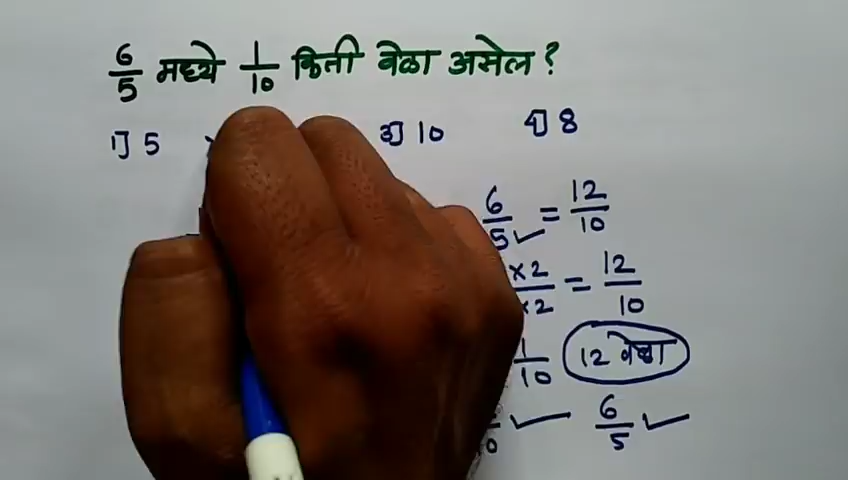 6/5 मध्ये 1/10 किती वेळा असेल ?
1] 5 3] 10 4] 8
6/5 = 12/10
×2/×2 = 12/10
1/10 12 वेळा
6/5